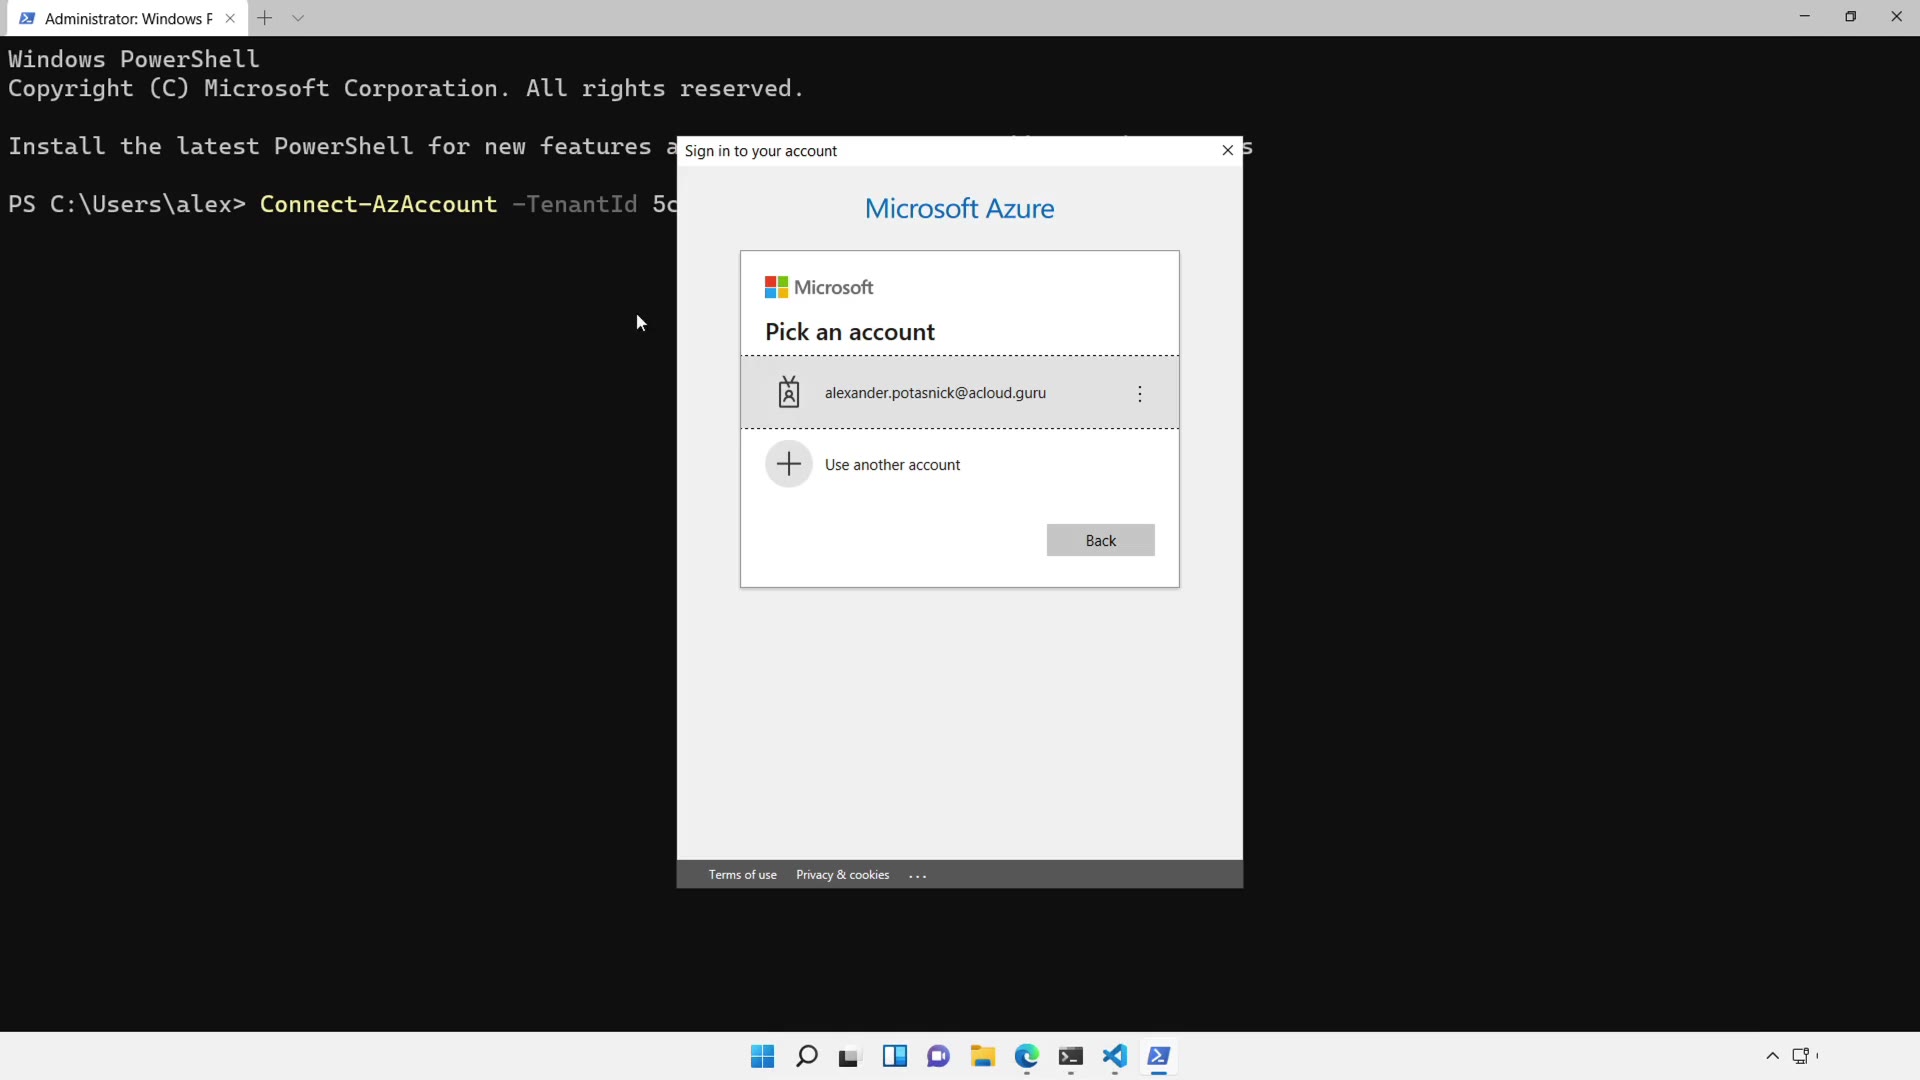 Administrator: Windows P
Windows PowerShell
Copyright (C) Microsoft Corporation. All rights reserved.
Install the latest PowerShell for new features a
s
PS C:\Users\alex> Connect-AzAccount -TenantId 5c
Sign in to your account
Microsoft Azure
Microsoft
Pick an account
alexander.potasnick@acloud.guru
Use another account
Back
Terms of use Privacy & cookies ...